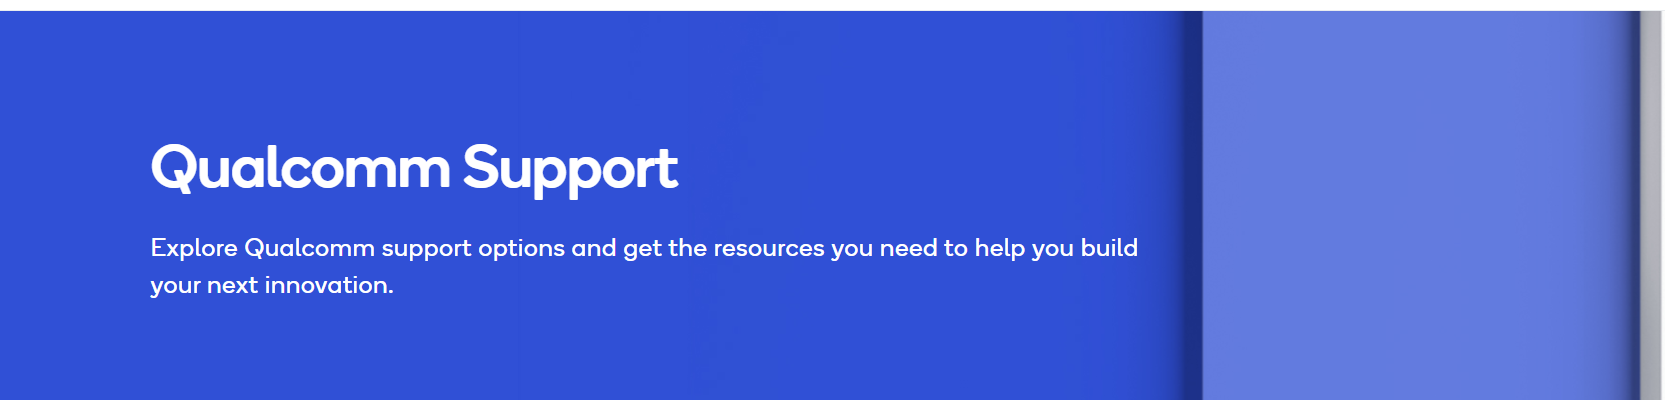 Qualcomm Support
Explore Qualcomm support options and get the resources you need to help you build
your next innovation.